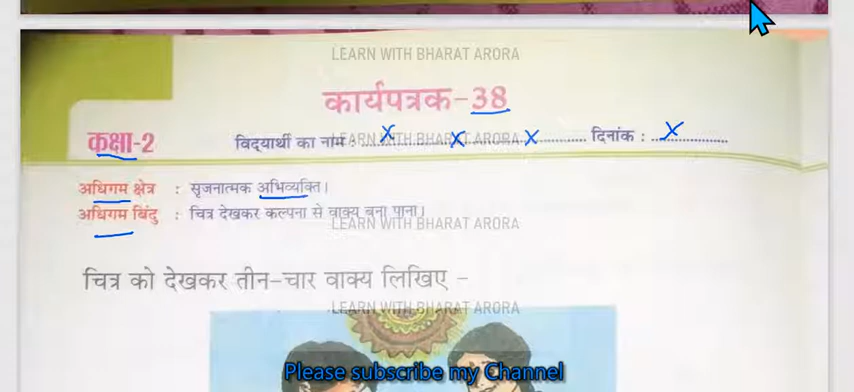 LEARN WITH BHARAT ARORA
कार्यपत्रक-38
कक्षा-2 विद्यार्थी का नाम : LEARN WITH BHARAT ARORA दिनांक :
अधिगम क्षेत्र : सृजनात्मक अभिव्यक्ति।
अधिगम बिंदु : चित्र देखकर कल्पना से वाक्य बना पाना।
LEARN WITH BHARAT ARORA
चित्र को देखकर तीन-चार वाक्य लिखिए -
LEARN WITH BHARAT ARORA
Please subscribe my Channel